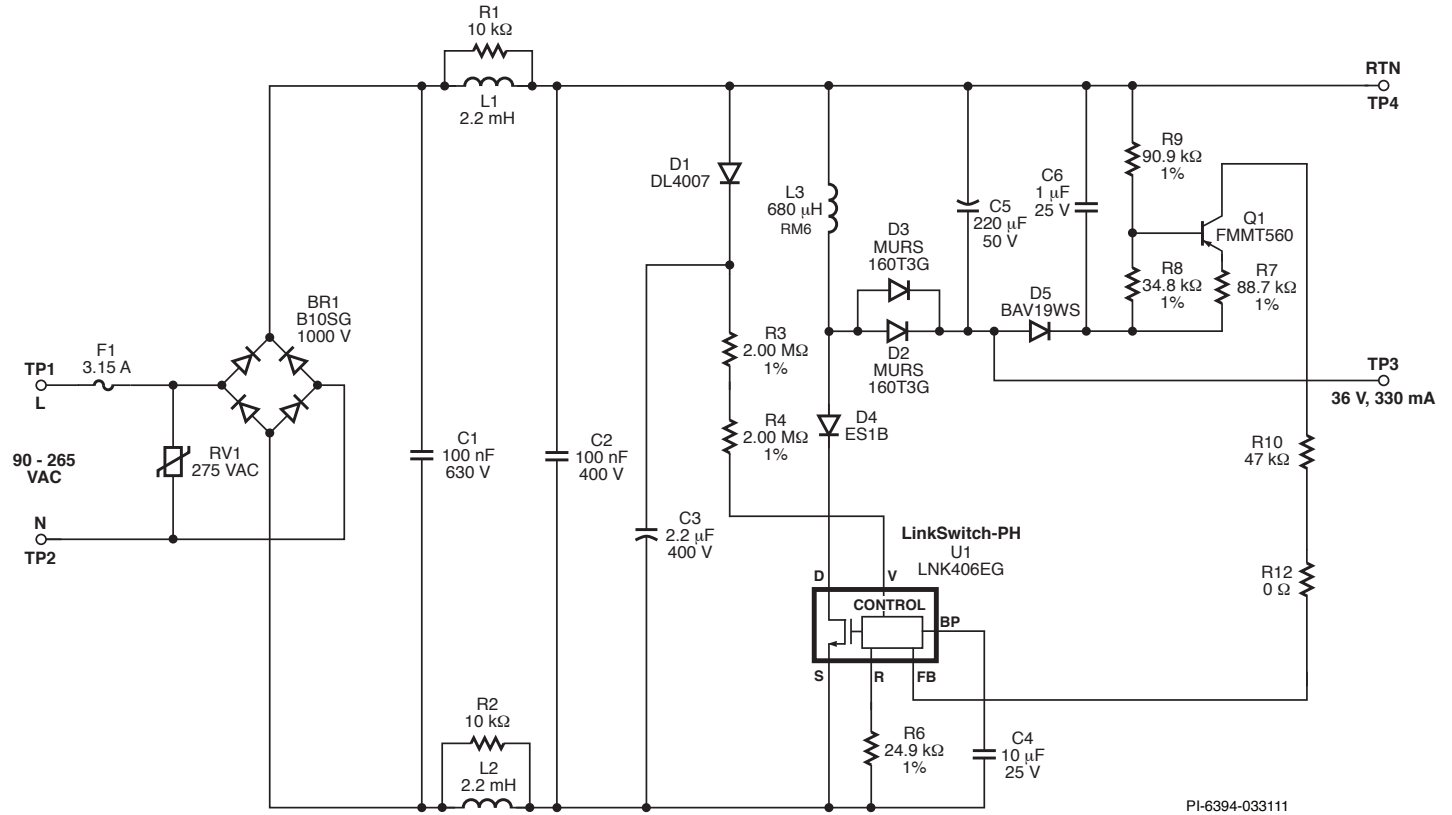 R1
10 kΩ
L1
2.2 mH
RTN
TP4
D1
DL4007
L3
680 μH
RM6
D3
MURS
160T3G
C5
220 μF
50 V
C6
1 μF
25 V
R9
90.9 kΩ
1%
Q1
FMMT560
R8
34.8 kΩ
1%
R7
88.7 kΩ
1%
D5
BAV19WS
BR1
B10SG
1000 V
F1
3.15 A
TP1
L
R3
2.00 MΩ
1%
D2
MURS
160T3G
TP3
36 V, 330 mA
90 - 265
VAC
RV1
275 VAC
C1
100 nF
630 V
C2
100 nF
400 V
R4
2.00 MΩ
1%
D4
ES1B
R10
47 kΩ
N
TP2
C3
2.2 μF
400 V
LinkSwitch-PH
U1
LNK406EG
D
V
CONTROL
BP
S
R
FB
R12
0 Ω
R2
10 kΩ
L2
2.2 mH
R6
24.9 kΩ
1%
C4
10 μF
25 V
PI-6394-033111